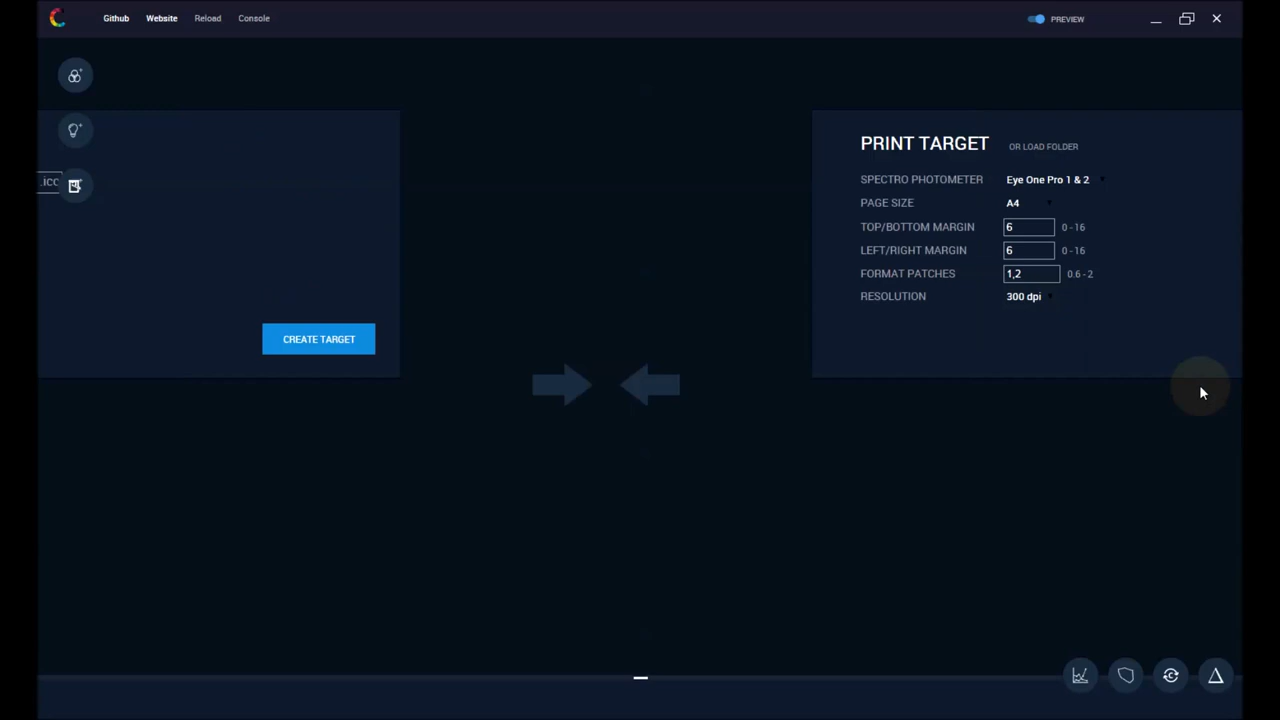 Github Website Reload Console PREVIEW
PRINT TARGET OR LOAD FOLDER
SPECTRO PHOTOMETER Eye One Pro 1 & 2
.icc
PAGE SIZE A4
TOP/BOTTOM MARGIN 6 0 - 16
LEFT/RIGHT MARGIN 6 0 - 16
FORMAT PATCHES 1,2 0.6 - 2
RESOLUTION 300 dpi
CREATE TARGET